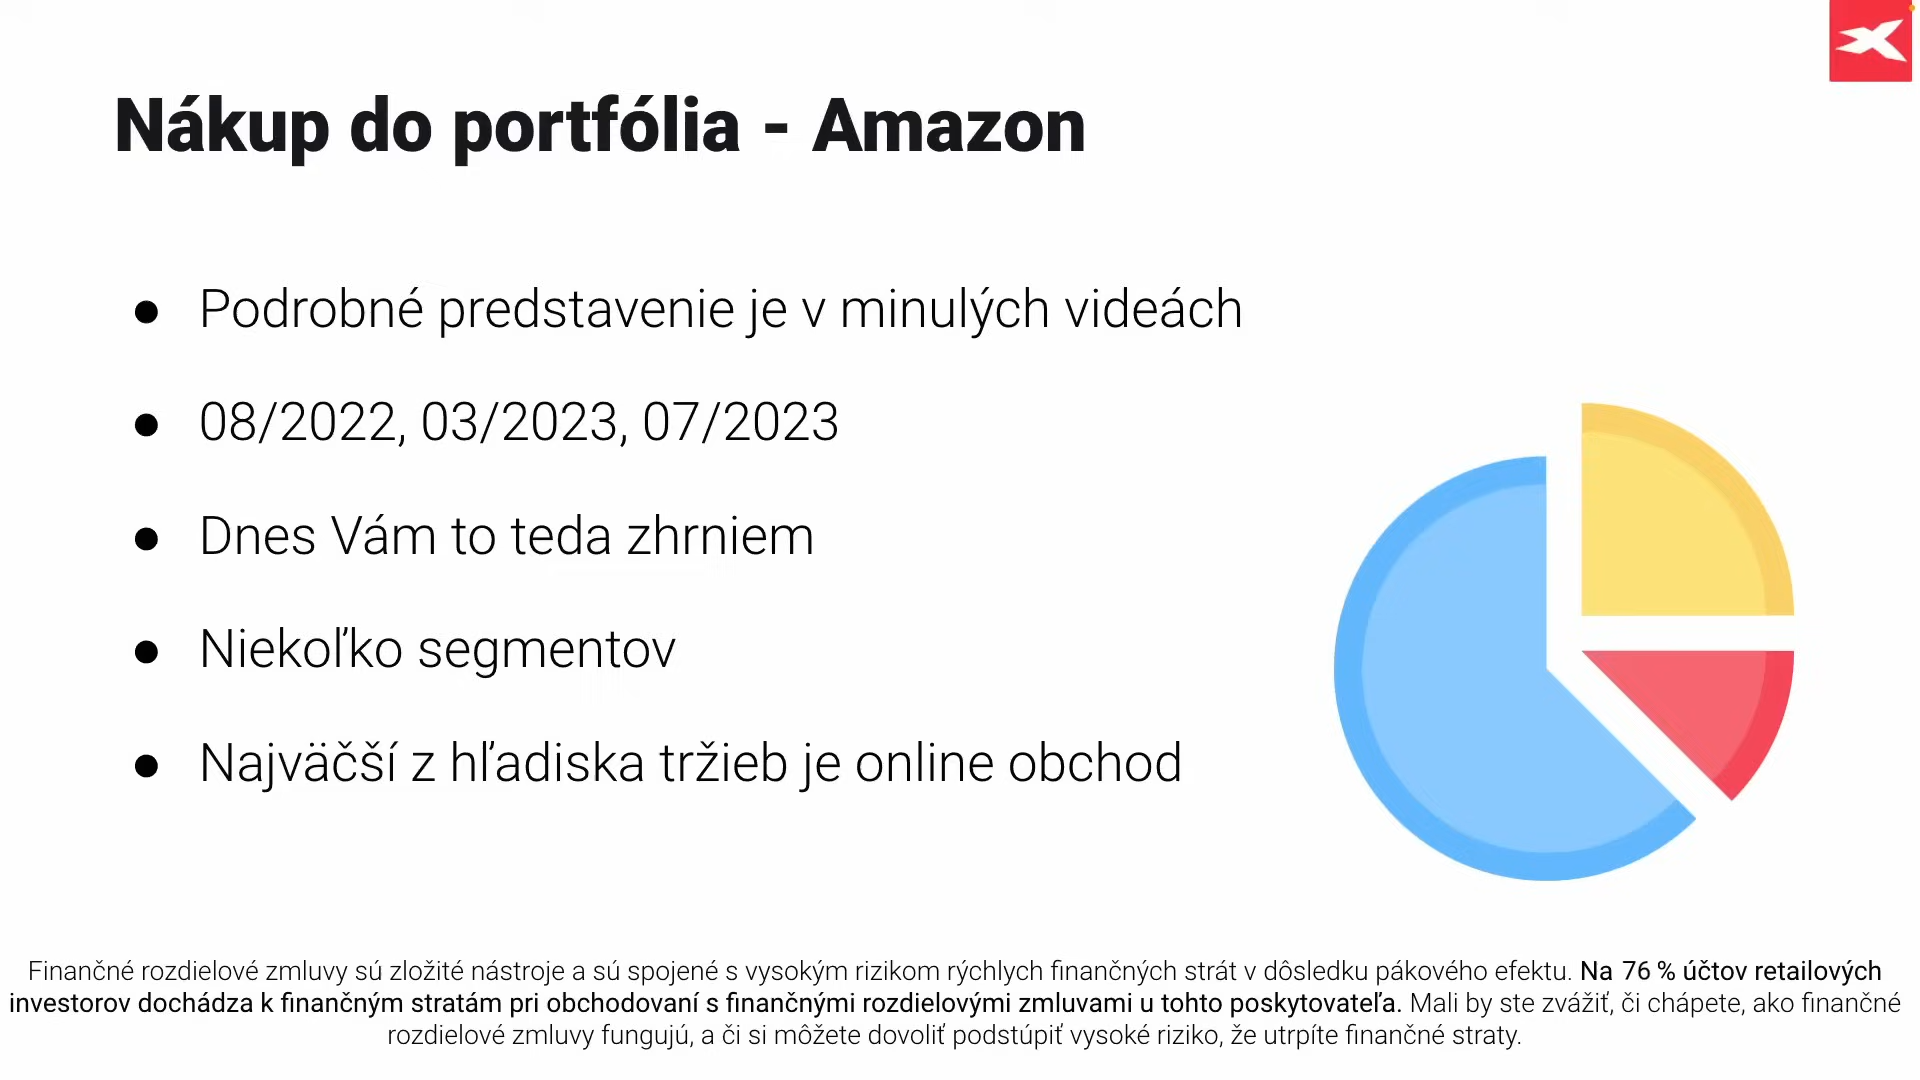 Nákup do portfólia - Amazon
● Podrobné predstavenie je v minulých videách
● 08/2022, 03/2023, 07/2023
● Dnes Vám to teda zhrniem
● Niekoľko segmentov
● Najväčší z hľadiska tržieb je online obchod
Finančné rozdielové zmluvy sú zložité nástroje a sú spojené s vysokým rizikom rýchlych finančných strát v dôsledku pákového efektu. Na 76 % účtov retailových
investorov dochádza k finančným stratám pri obchodovaní s finančnými rozdielovými zmluvami u tohto poskytovateľa. Mali by ste zvážiť, či chápete, ako finančné
rozdielové zmluvy fungujú, a či si môžete dovoliť podstúpiť vysoké riziko, že utrpíte finančné straty.